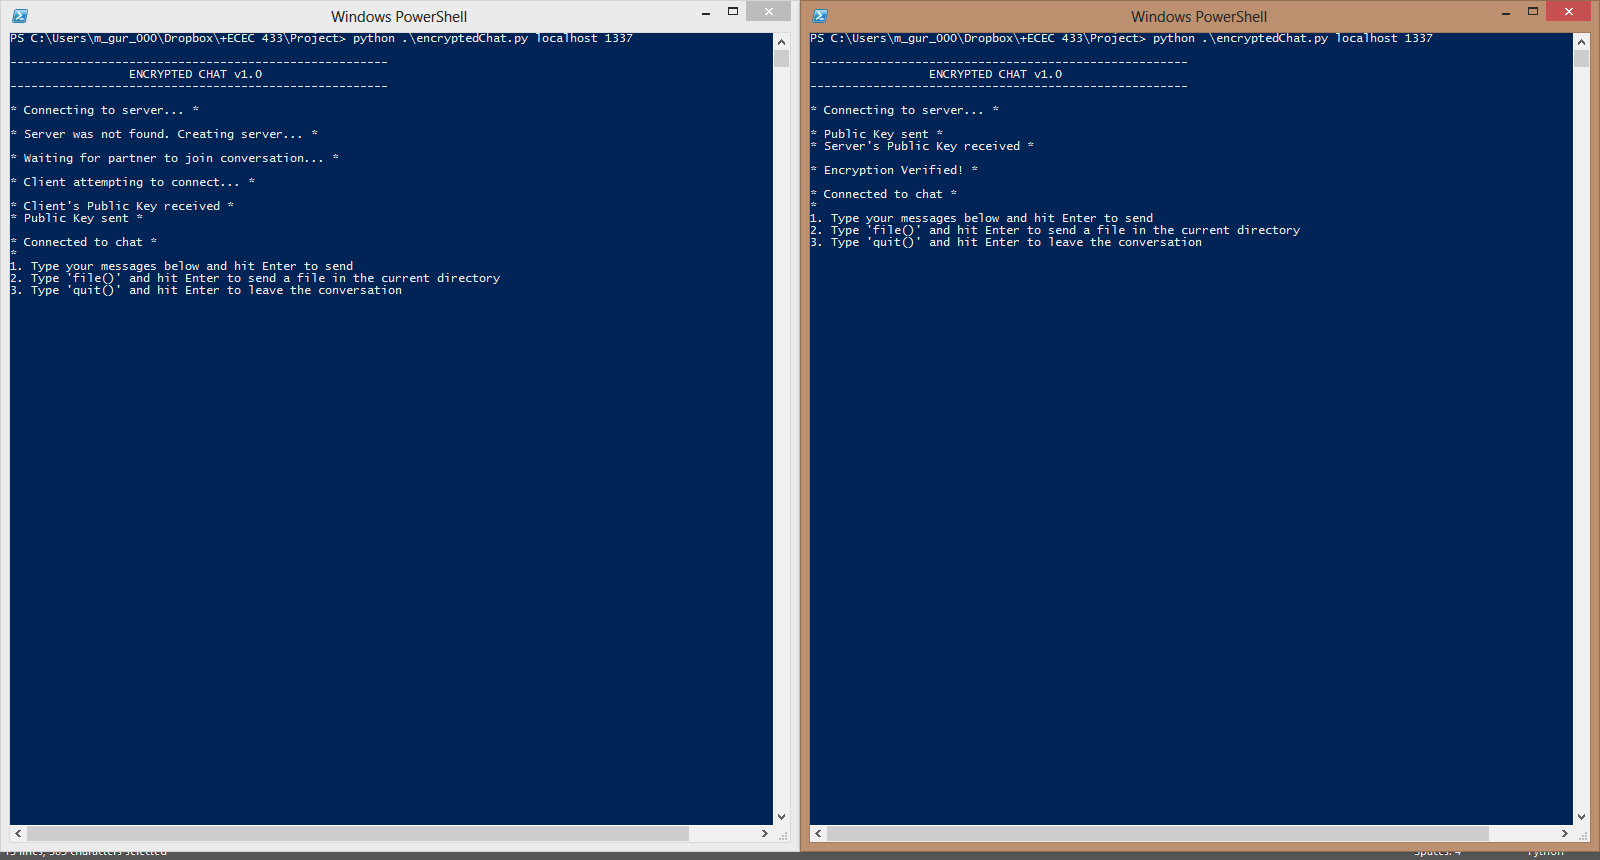 Windows PowerShell
PS C:\Users\m_gur_000\Dropbox\+ECEC 433\Project> python .\encryptedChat.py localhost 1337
------------------------------------------------------
ENCRYPTED CHAT v1.0
------------------------------------------------------
* Connecting to server... *
* Server was not found. Creating server... *
* Waiting for partner to join conversation... *
* Client attempting to connect... *
* Client's Public Key received *
* Public Key sent *
* Connected to chat *
*
1. Type your messages below and hit Enter to send
2. Type 'file()' and hit Enter to send a file in the current directory
3. Type 'quit()' and hit Enter to leave the conversation
Windows PowerShell
PS C:\Users\m_gur_000\Dropbox\+ECEC 433\Project> python .\encryptedChat.py localhost 1337
------------------------------------------------------
ENCRYPTED CHAT v1.0
------------------------------------------------------
* Connecting to server... *
* Public Key sent *
* Server's Public Key received *
* Encryption Verified! *
* Connected to chat *
*
1. Type your messages below and hit Enter to send
2. Type 'file()' and hit Enter to send a file in the current directory
3. Type 'quit()' and hit Enter to leave the conversation
lines, characters selected
Spaces: 4 Python